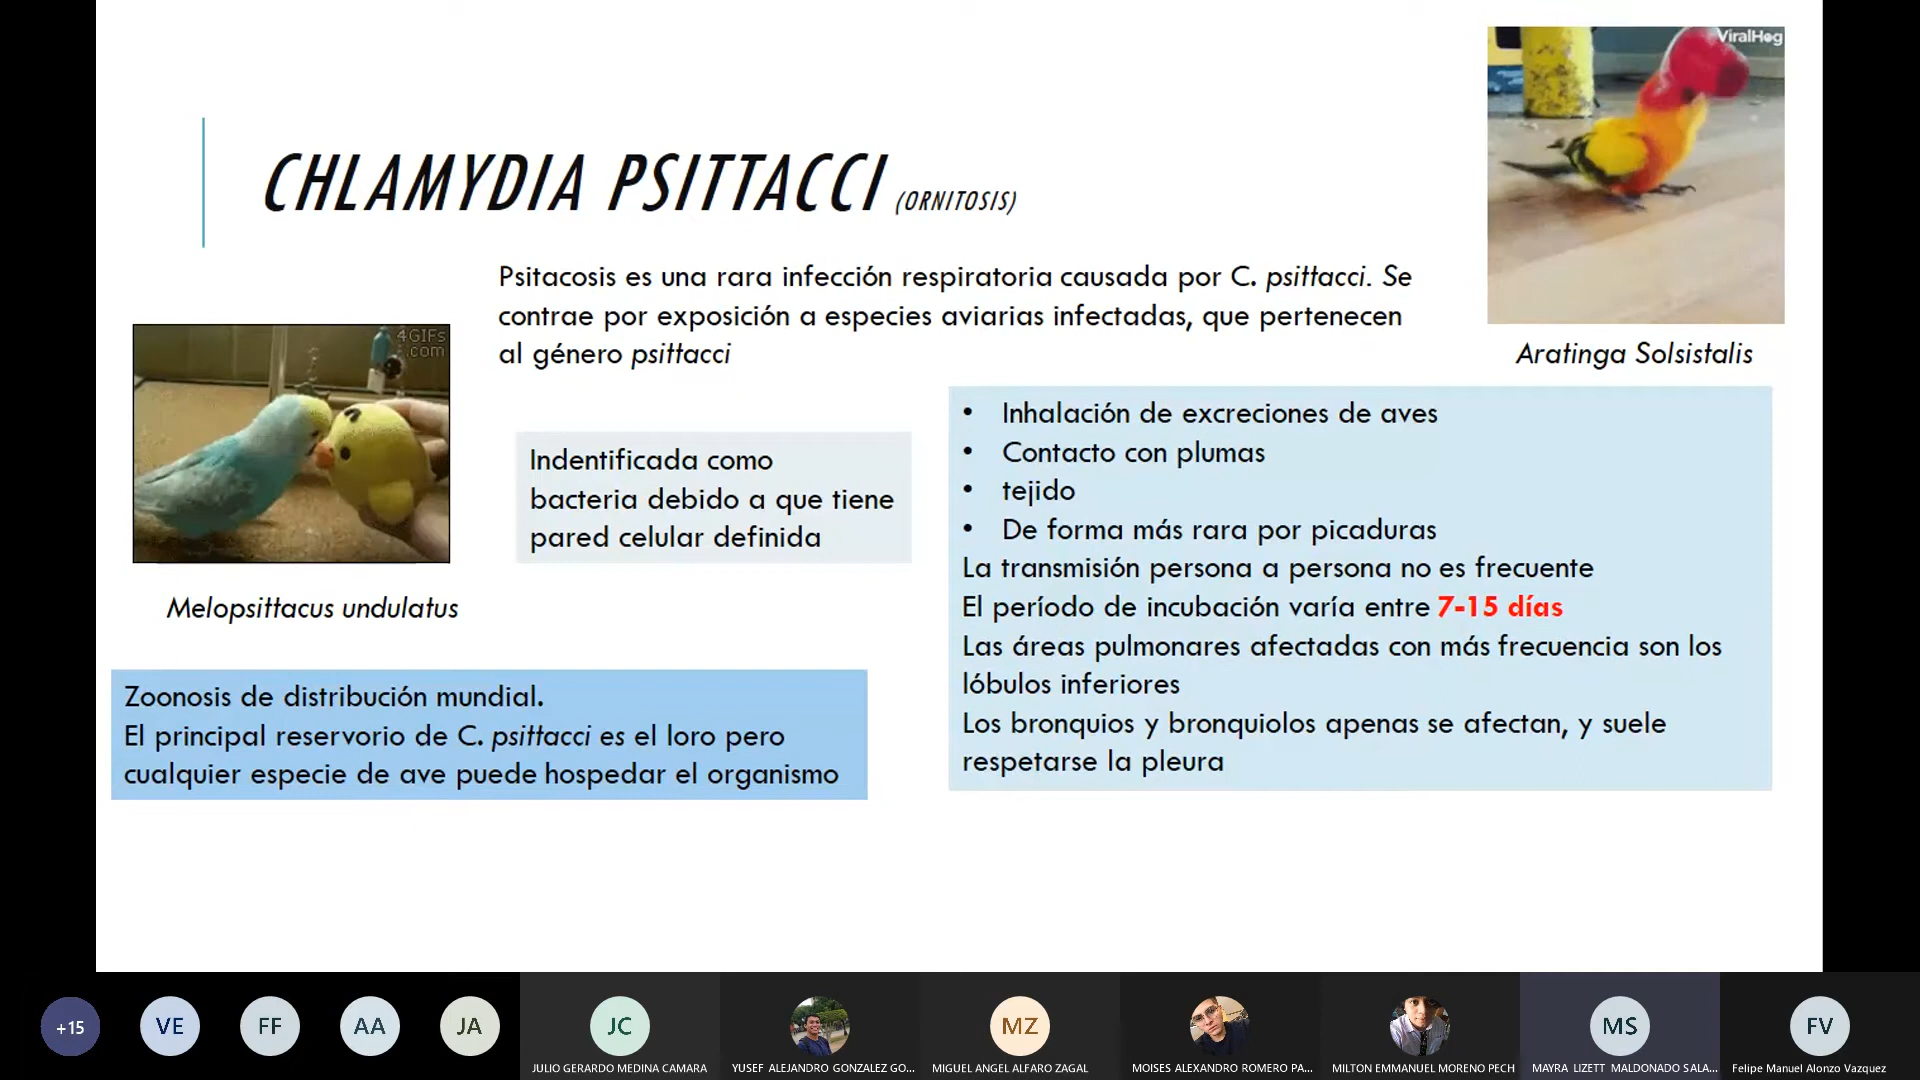 ViralHog
CHLAMYDIA PSITTACCI (ORNITOSIS)
Psitacosis es una rara infección respiratoria causada por C. psittacci. Se
contrae por exposición a especies aviarias infectadas, que pertenecen
al género psittacci
Aratinga Solsistalis
4GIFs
.com
Melopsittacus undulatus
Indentificada como
bacteria debido a que tiene
pared celular definida
• Inhalación de excreciones de aves
• Contacto con plumas
• tejido
• De forma más rara por picaduras
La transmisión persona a persona no es frecuente
El período de incubación varía entre 7-15 días
Las áreas pulmonares afectadas con más frecuencia son los
lóbulos inferiores
Los bronquios y bronquiolos apenas se afectan, y suele
respetarse la pleura
Zoonosis de distribución mundial.
El principal reservorio de C. psittacci es el loro pero
cualquier especie de ave puede hospedar el organismo
+15
VE
FF
AA
JA
JC
MZ
MS
FV
JULIO GERARDO MEDINA CAMARA
YUSEF ALEJANDRO GONZALEZ GO...
MIGUEL ANGEL ALFARO ZAGAL
MOISES ALEXANDRO ROMERO PA...
MILTON EMMANUEL MORENO PECH
MAYRA LIZETT MALDONADO SALA...
Felipe Manuel Alonzo Vazquez